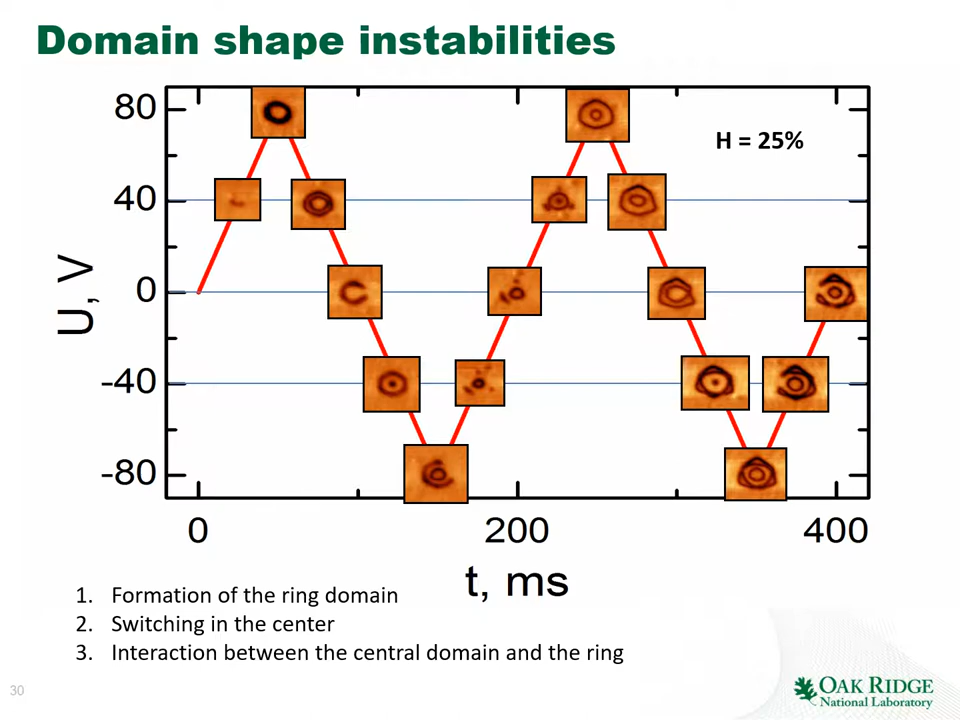 Domain shape instabilities
80
40
0
-40
-80
U, V
H = 25%
0
200
400
t, ms
1. Formation of the ring domain
2. Switching in the center
3. Interaction between the central domain and the ring
30
OAK RIDGE
National Laboratory